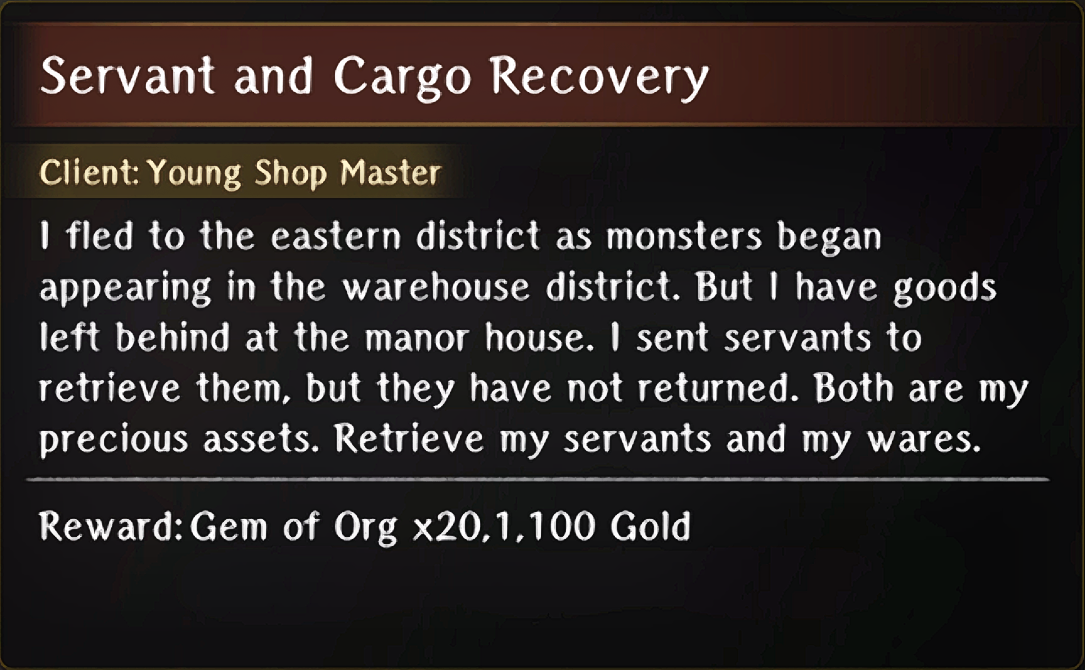 Servant and Cargo Recovery
Client: Young Shop Master
I fled to the eastern district as monsters began
appearing in the warehouse district. But I have goods
left behind at the manor house. I sent servants to
retrieve them, but they have not returned. Both are my
precious assets. Retrieve my servants and my wares.
Reward: Gem of Org x20,1,100 Gold